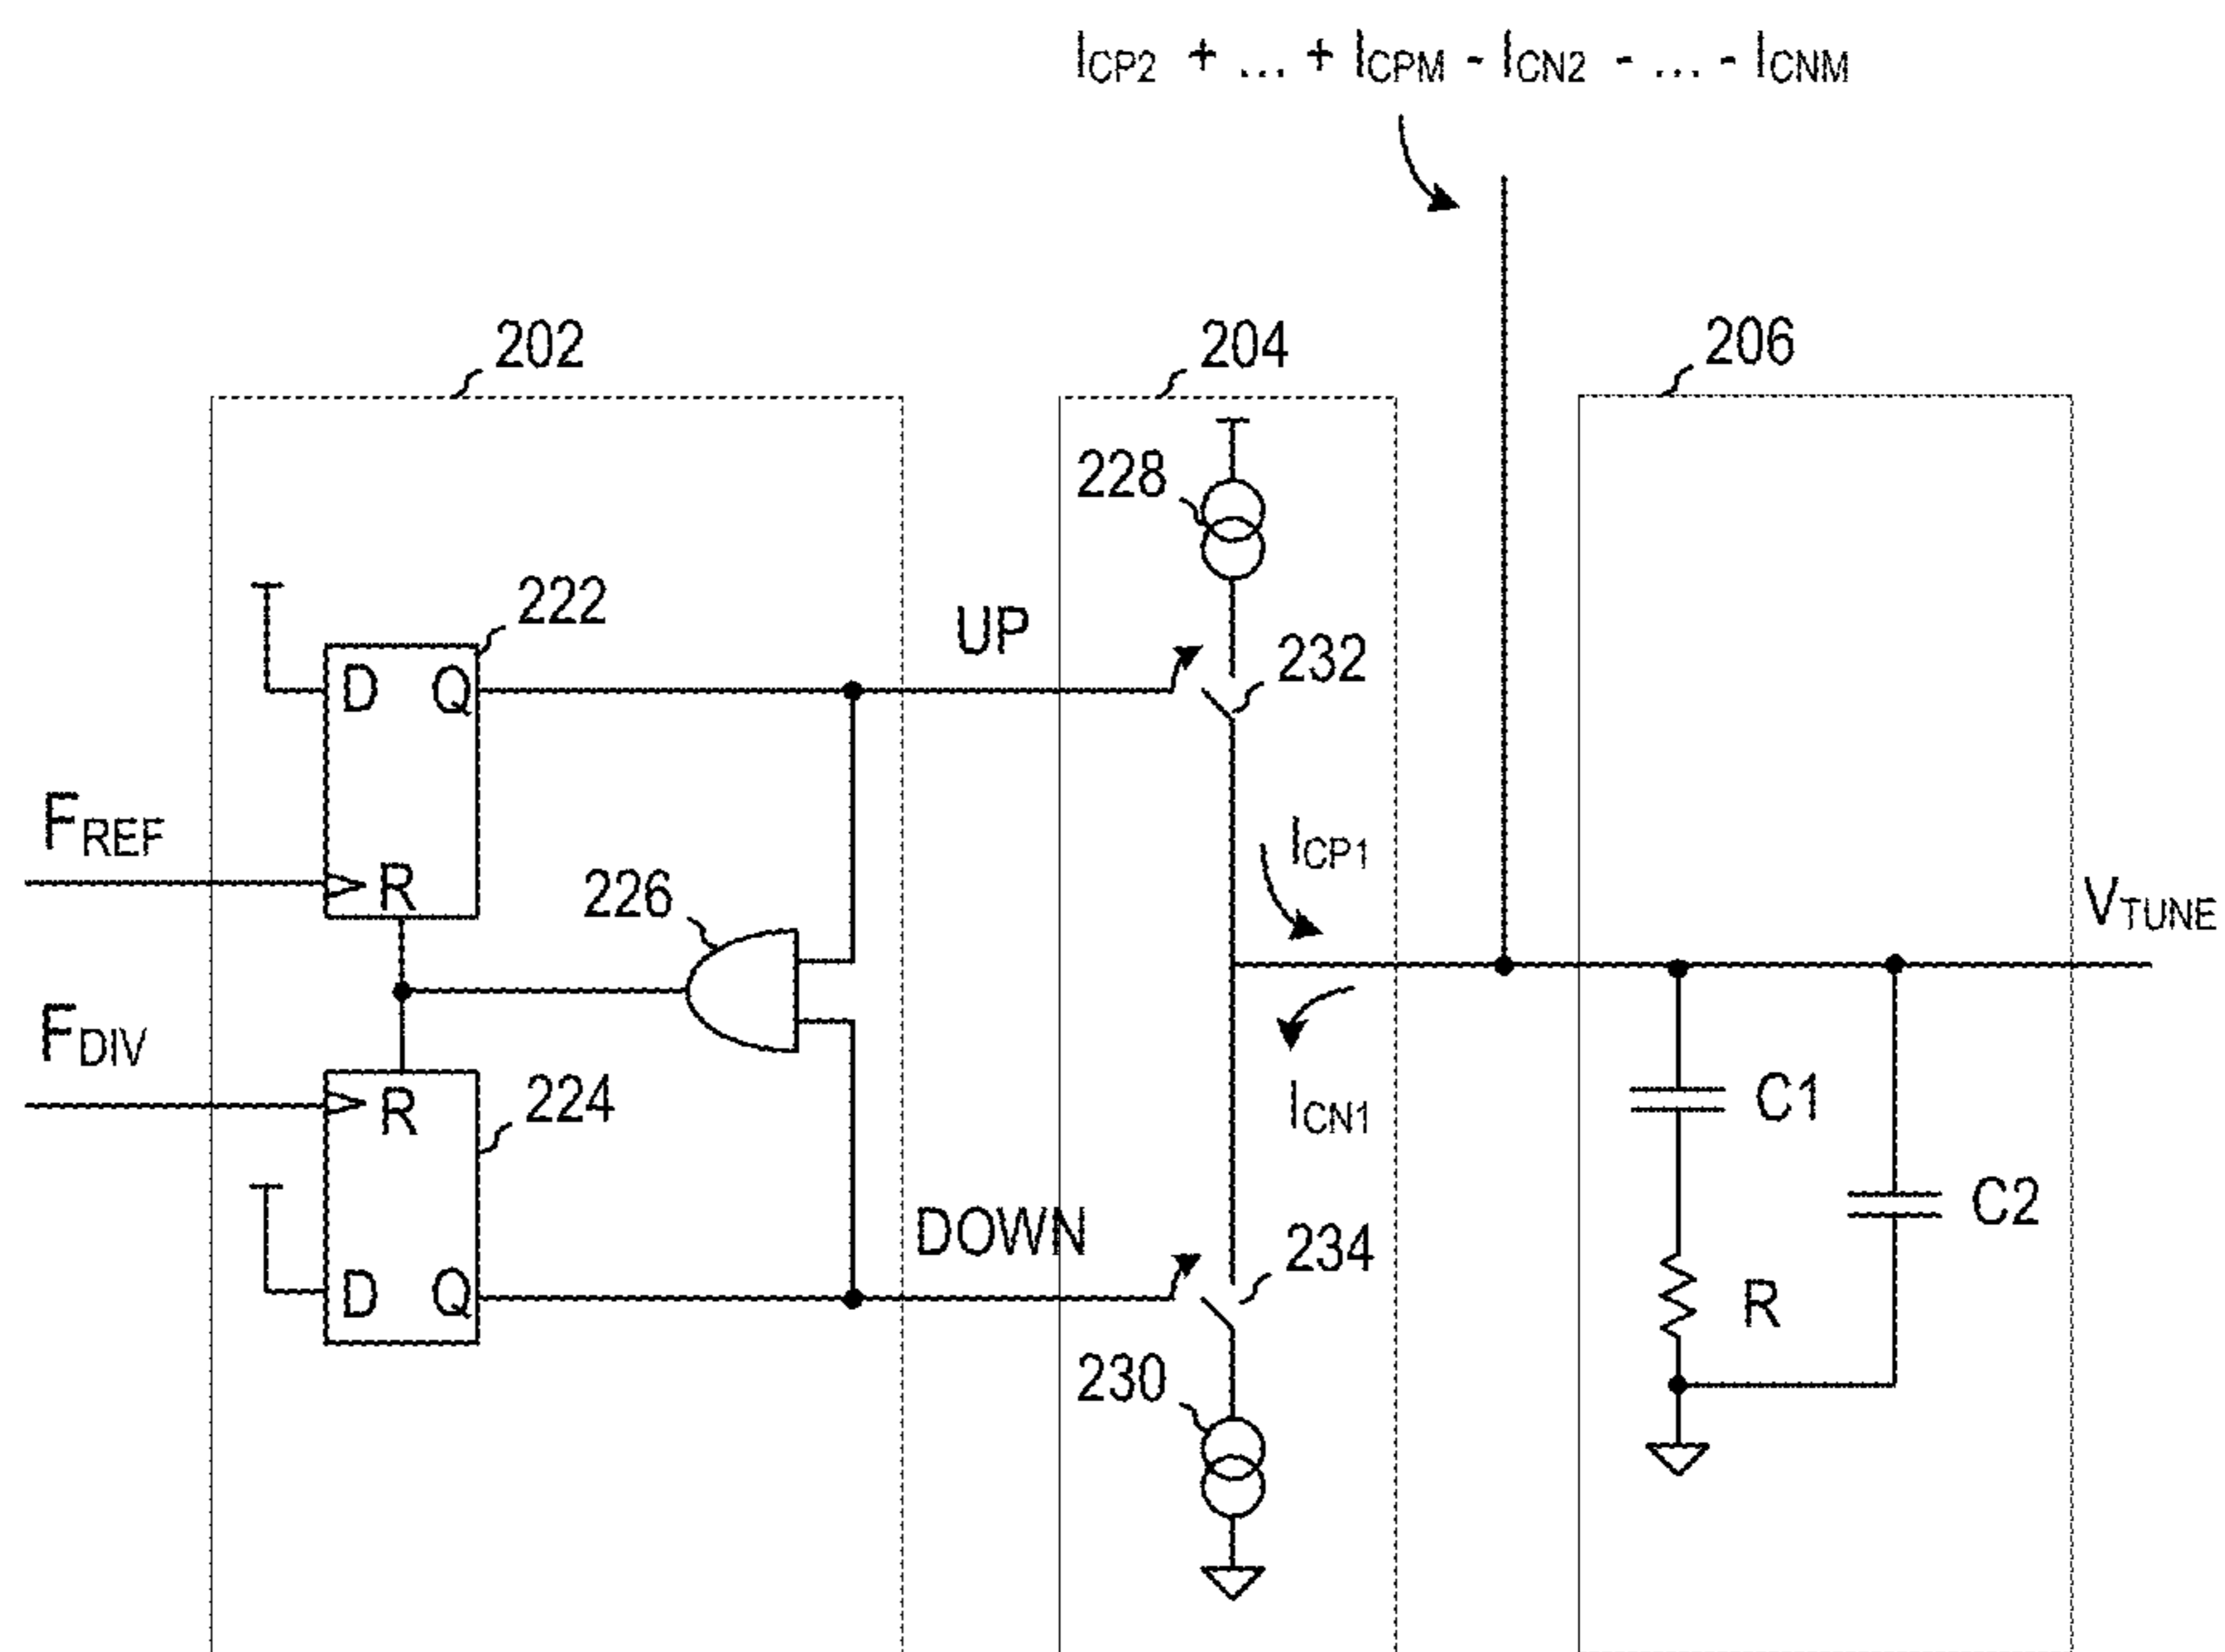 ICP2 + ... + ICPM - ICN2 - ... - ICNM
202
204
206
228
222
UP
232
D Q
FREF
R
226
ICP1
VTUNE
FDIV
R
224
ICN1
C1
DOWN
234
C2
D Q
R
230